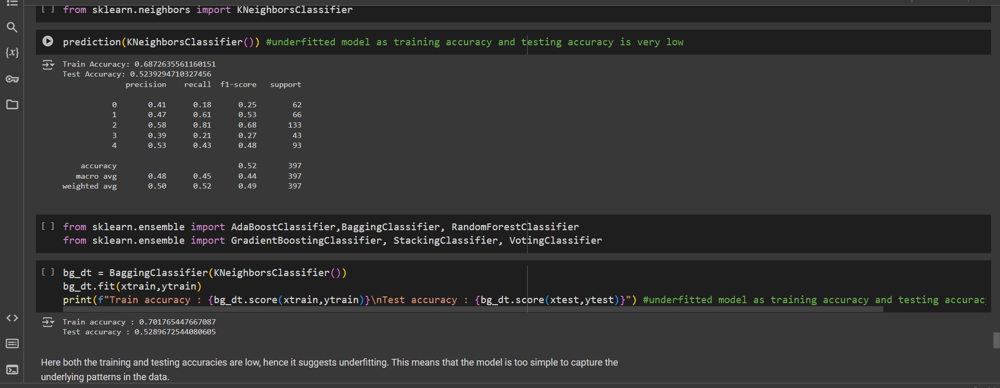 [ ] from sklearn.neighbors import KNeighborsClassifier
prediction(KNeighborsClassifier()) #underfitted model as training accuracy and testing accuracy is very low
Train Accuracy: 0.6872635561160151
Test Accuracy: 0.5239294710327456
precision recall f1-score support
0 0.41 0.18 0.25 62
1 0.47 0.61 0.53 66
2 0.58 0.81 0.68 133
3 0.39 0.21 0.27 43
4 0.53 0.43 0.48 93
accuracy 0.52 397
macro avg 0.48 0.45 0.44 397
weighted avg 0.50 0.52 0.49 397
[ ] from sklearn.ensemble import AdaBoostClassifier,BaggingClassifier, RandomForestClassifier
from sklearn.ensemble import GradientBoostingClassifier, StackingClassifier, VotingClassifier
[ ] bg_dt = BaggingClassifier(KNeighborsClassifier())
bg_dt.fit(xtrain,ytrain)
print(f"Train accuracy : {bg_dt.score(xtrain,ytrain)}\nTest accuracy : {bg_dt.score(xtest,ytest)}") #underfitted model as training accuracy and testing accurac
Train accuracy : 0.701765447667087
Test accuracy : 0.5289672544080605
Here both the training and testing accuracies are low, hence it suggests underfitting. This means that the model is too simple to capture the
underlying patterns in the data.